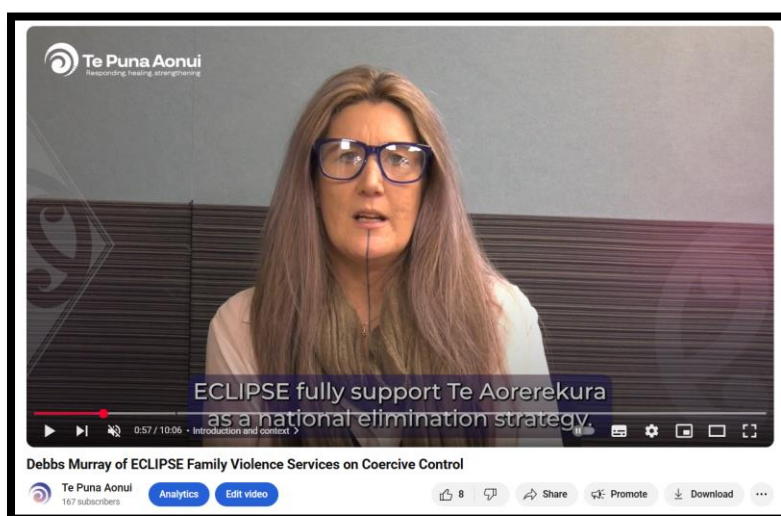 Te Puna Aonui
Responding, healing, strengthening
ECLIPSE fully support Te Aorerekura
as a national elimination strategy.
0:57 / 10:06 • Introduction and context >
Debbs Murray of ECLIPSE Family Violence Services on Coercive Control
Te Puna Aonui
167 subscribers
Analytics
Edit video
8
Share
Promote
Download
...